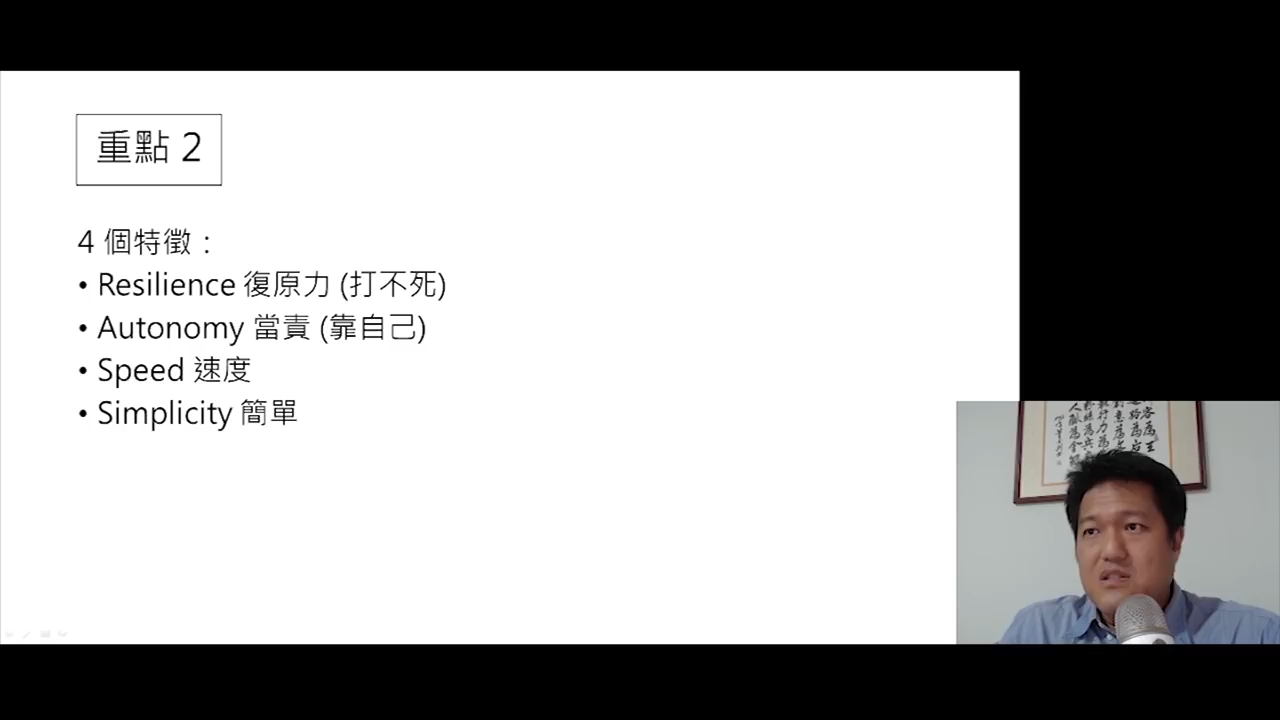 重點 2
4 個特徵：
• Resilience 復原力 (打不死)
• Autonomy 當責 (靠自己)
• Speed 速度
• Simplicity 簡單